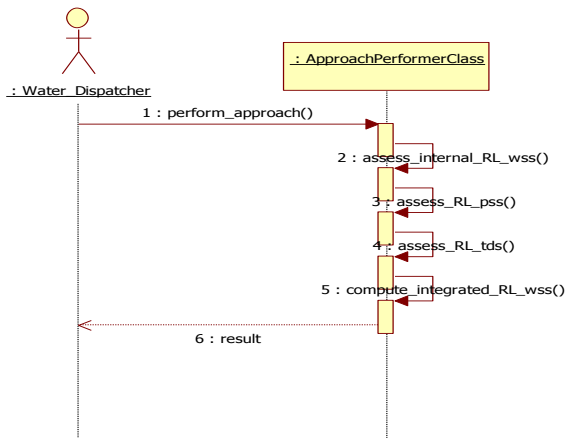 : ApproachPerformerClass
: Water_Dispatcher
1 : perform_approach()
2 : assess_internal_RL_wss()
3 : assess_RL_pss()
4 : assess_RL_tds()
5 : compute_integrated_RL_wss()
6 : result